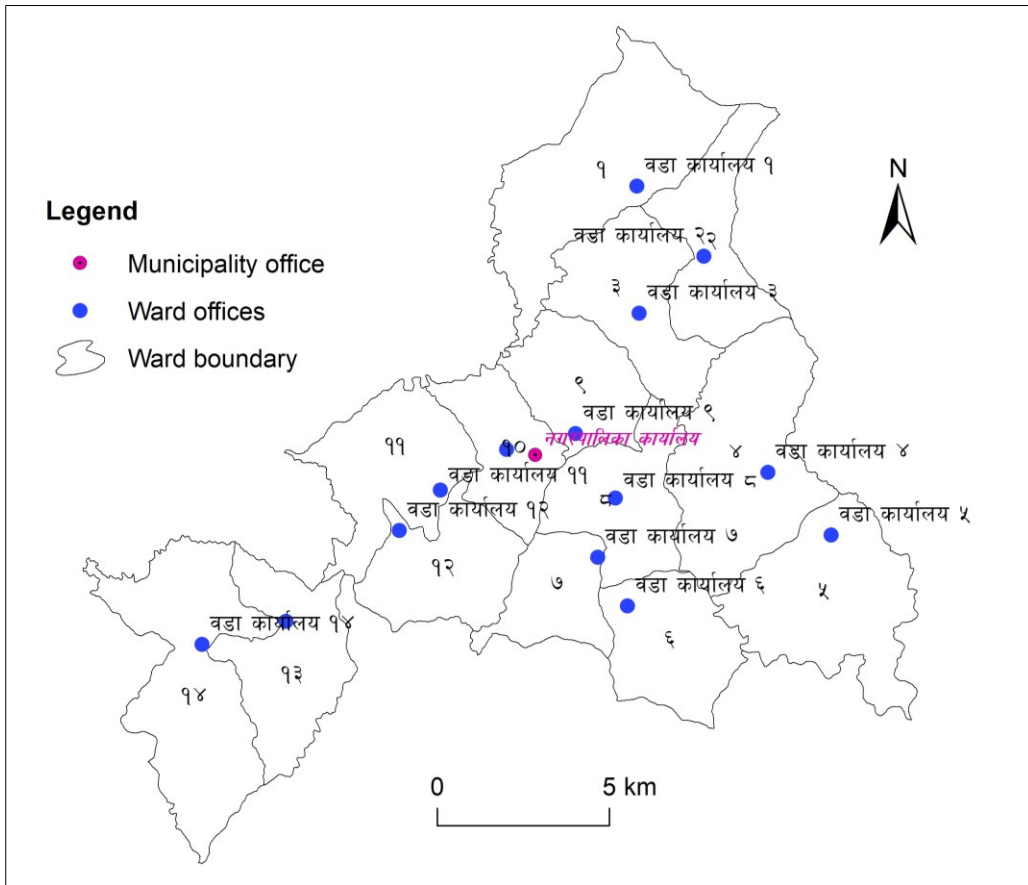 N
१
वडा कार्यालय १
वडा कार्यालय २
२
३
वडा कार्यालय ३
Legend
Municipality office
Ward offices
Ward boundary
९
वडा कार्यालय ९
नगरपालिका कार्यालय
१०
११
वडा कार्यालय ११
४
वडा कार्यालय ४
८
वडा कार्यालय ८
वडा कार्यालय १२
वडा कार्यालय ५
वडा कार्यालय ७
१२
७
वडा कार्यालय ६
५
६
वडा कार्यालय १४
१३
१४
0
5 km